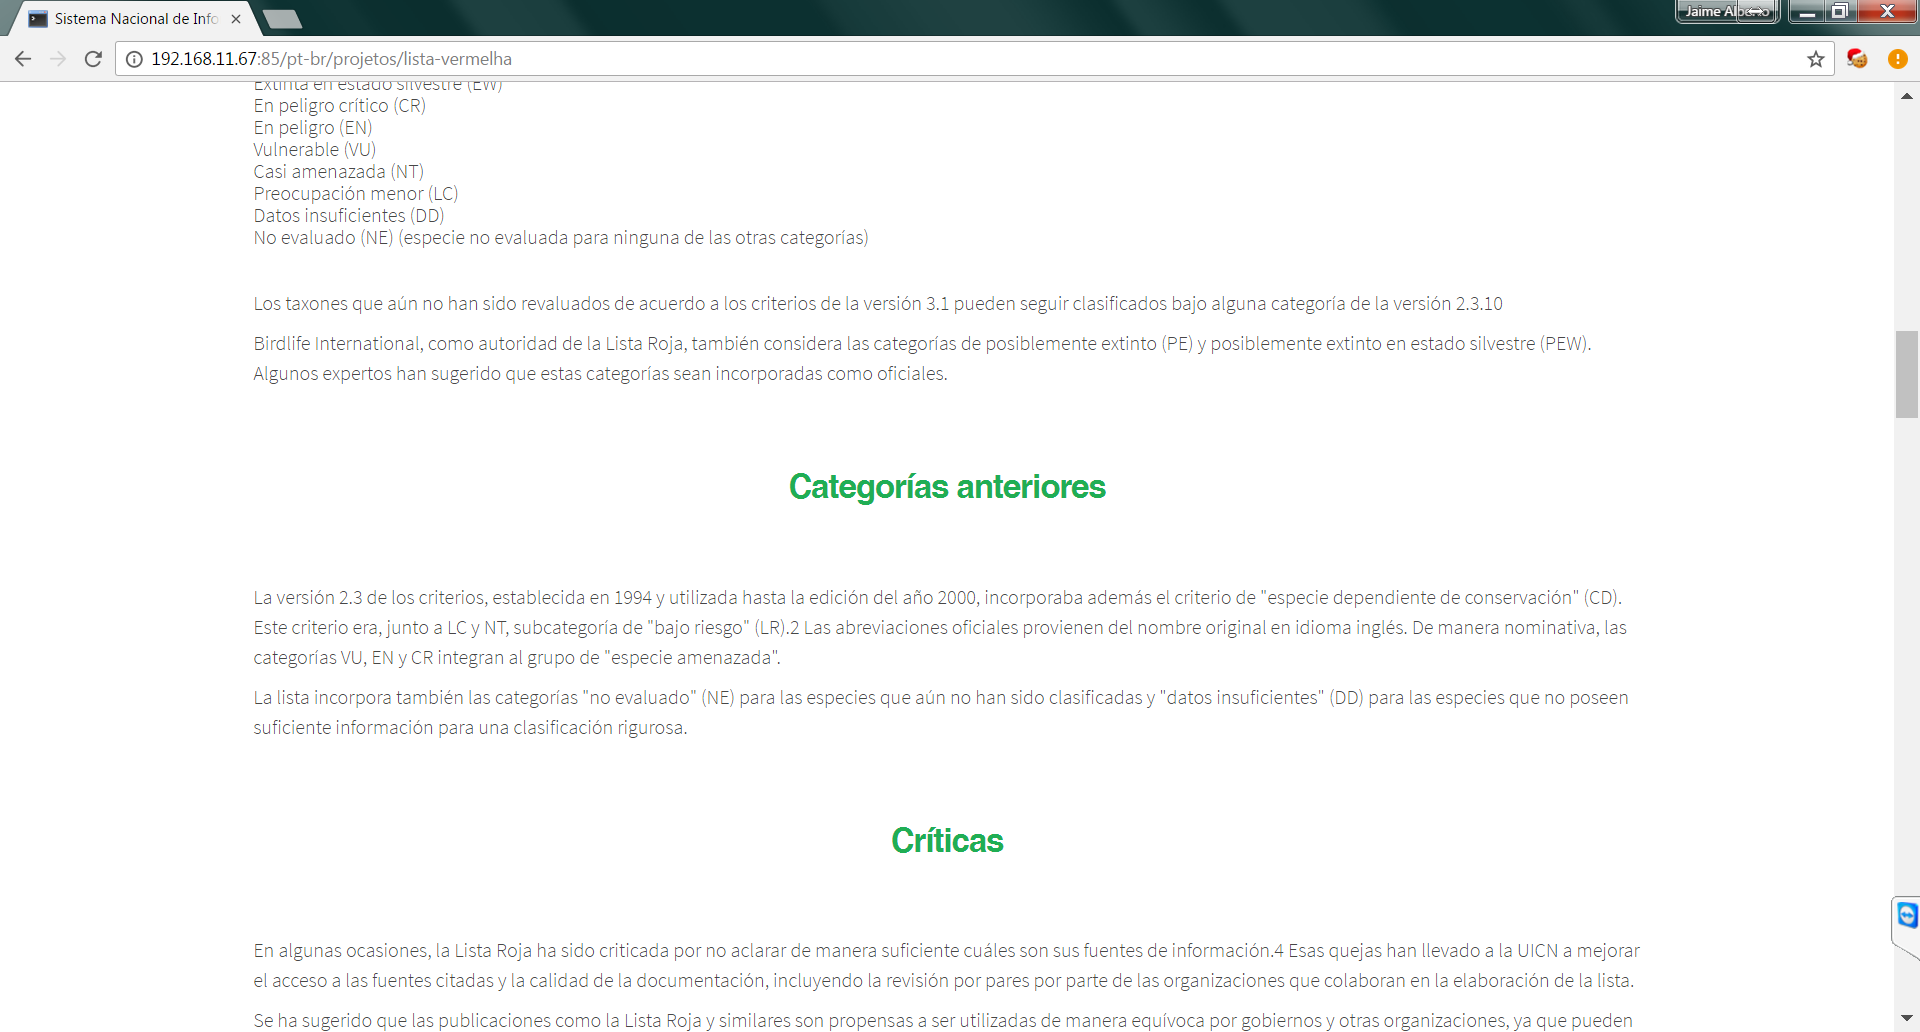 Sistema Nacional de Info
Jaime Alberto
192.168.11.67:85/pt-br/projetos/lista-vermelha
Extinta en estado silvestre (EW)
En peligro crítico (CR)
En peligro (EN)
Vulnerable (VU)
Casi amenazada (NT)
Preocupación menor (LC)
Datos insuficientes (DD)
No evaluado (NE) (especie no evaluada para ninguna de las otras categorías)
Los taxones que aún no han sido revaluados de acuerdo a los criterios de la versión 3.1 pueden seguir clasificados bajo alguna categoría de la versión 2.3.10
Birdlife International, como autoridad de la Lista Roja, también considera las categorías de posiblemente extinto (PE) y posiblemente extinto en estado silvestre (PEW).
Algunos expertos han sugerido que estas categorías sean incorporadas como oficiales.
Categorías anteriores
La versión 2.3 de los criterios, establecida en 1994 y utilizada hasta la edición del año 2000, incorporaba además el criterio de "especie dependiente de conservación" (CD).
Este criterio era, junto a LC y NT, subcategoría de "bajo riesgo" (LR).2 Las abreviaciones oficiales provienen del nombre original en idioma inglés. De manera nominativa, las
categorías VU, EN y CR integran al grupo de "especie amenazada".
La lista incorpora también las categorías "no evaluado" (NE) para las especies que aún no han sido clasificadas y "datos insuficientes" (DD) para las especies que no poseen
suficiente información para una clasificación rigurosa.
Críticas
En algunas ocasiones, la Lista Roja ha sido criticada por no aclarar de manera suficiente cuáles son sus fuentes de información.4 Esas quejas han llevado a la UICN a mejorar
el acceso a las fuentes citadas y la calidad de la documentación, incluyendo la revisión por pares por parte de las organizaciones que colaboran en la elaboración de la lista.
Se ha sugerido que las publicaciones como la Lista Roja y similares son propensas a ser utilizadas de manera equívoca por gobiernos y otras organizaciones, ya que pueden